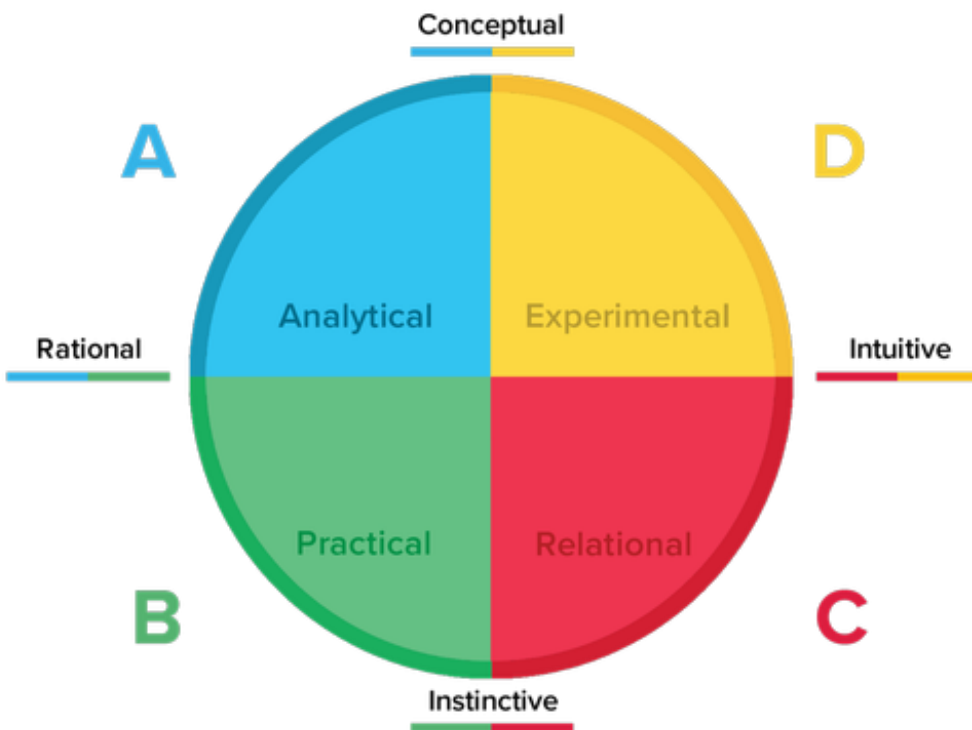 Conceptual
A
D
Analytical
Experimental
Rational
Intuitive
Practical
Relational
B
C
Instinctive